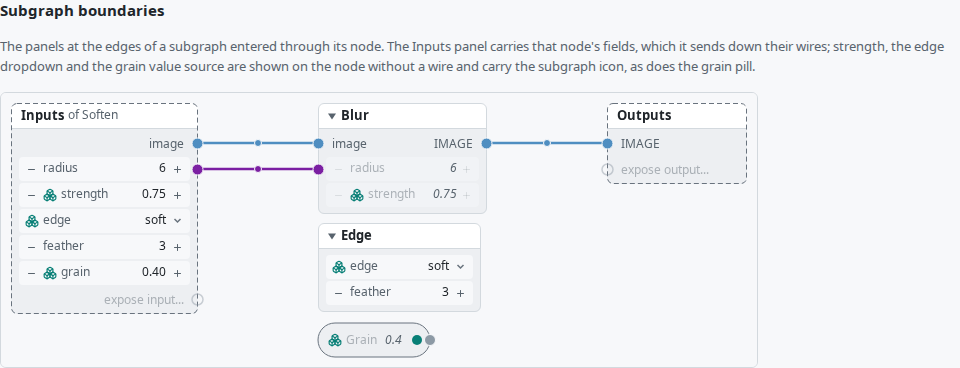 Subgraph boundaries
The panels at the edges of a subgraph entered through its node. The Inputs panel carries that node's fields, which it sends down their wires; strength, the edge
dropdown and the grain value source are shown on the node without a wire and carry the subgraph icon, as does the grain pill.
Inputs of Soften
image
− radius 6 +
− strength 0.75 +
edge soft
− feather 3 +
− grain 0.40 +
expose input...
Blur
image IMAGE
− radius 6 +
− strength 0.75 +
Edge
edge soft
− feather 3 +
Grain 0.4
Outputs
IMAGE
expose output...